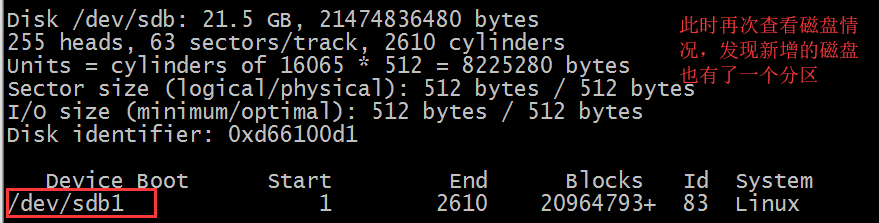 Disk /dev/sdb: 21.5 GB, 21474836480 bytes
255 heads, 63 sectors/track, 2610 cylinders
Units = cylinders of 16065 * 512 = 8225280 bytes
Sector size (logical/physical): 512 bytes / 512 bytes
I/O size (minimum/optimal): 512 bytes / 512 bytes
Disk identifier: 0xd66100d1
此时再次查看磁盘情
况，发现新增的磁盘
也有了一个分区
Device Boot Start End Blocks Id System
/dev/sdb1 1 2610 20964793+ 83 Linux